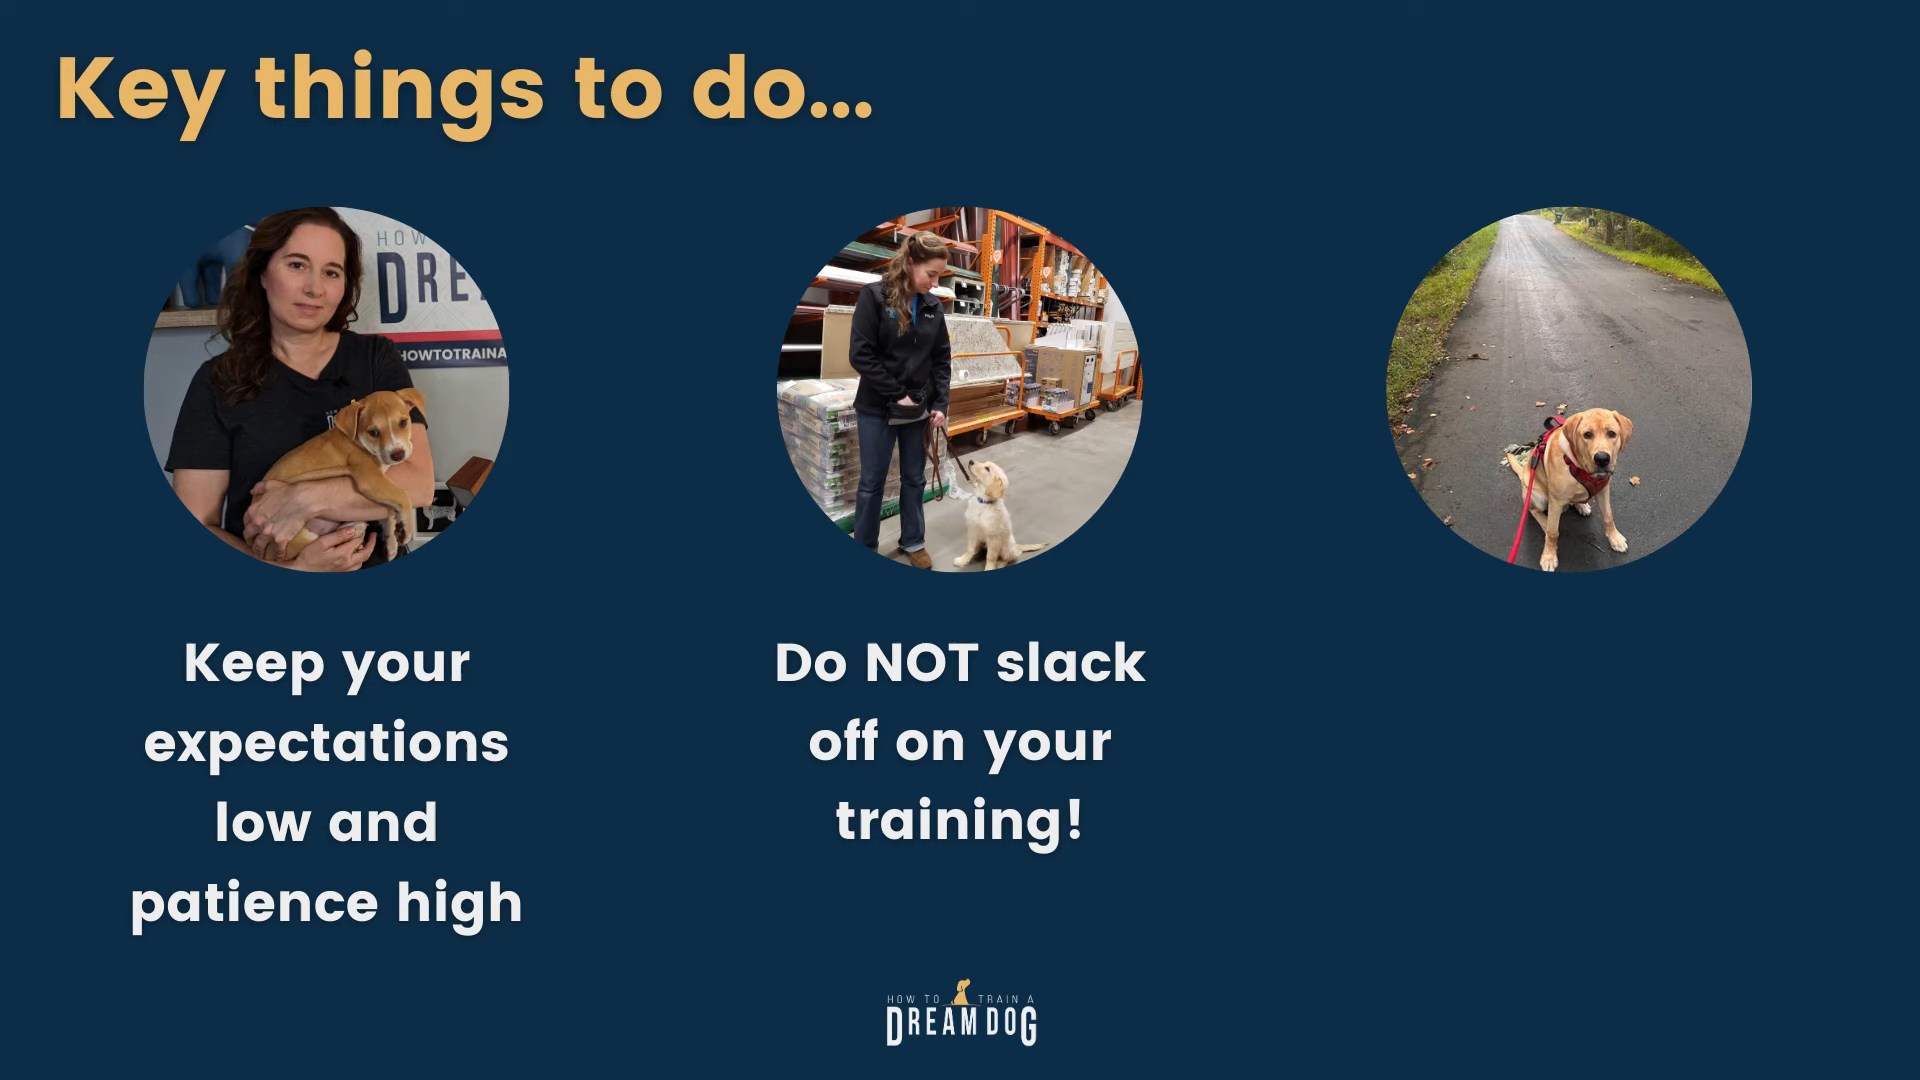 Key things to do...
HOW
DRE
HOWTOTRAINA
Keep your
expectations
low and
patience high
Do NOT slack
off on your
training!
HOW TO TRAIN A
DREAM DOG